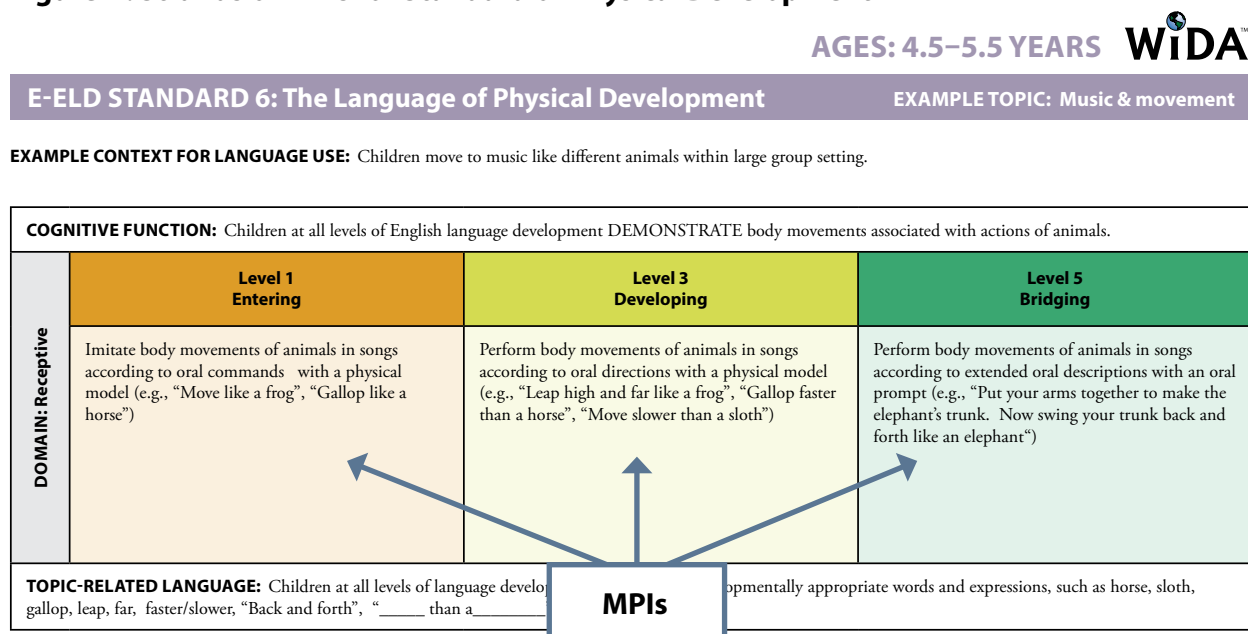 AGES: 4.5–5.5 YEARS
WiDA™
E-ELD STANDARD 6: The Language of Physical Development
EXAMPLE TOPIC: Music & movement
EXAMPLE CONTEXT FOR LANGUAGE USE: Children move to music like different animals within large group setting.
COGNITIVE FUNCTION: Children at all levels of English language development DEMONSTRATE body movements associated with actions of animals.
DOMAIN: Receptive
Level 1
Entering
Imitate body movements of animals in songs
according to oral commands with a physical
model (e.g., “Move like a frog”, “Gallop like a
horse”)
Level 3
Developing
Perform body movements of animals in songs
according to oral directions with a physical model
(e.g., “Leap high and far like a frog”, “Gallop faster
than a horse”, “Move slower than a sloth”)
Level 5
Bridging
Perform body movements of animals in songs
according to extended oral descriptions with an oral
prompt (e.g., “Put your arms together to make the
elephant’s trunk. Now swing your trunk back and
forth like an elephant“)
TOPIC-RELATED LANGUAGE: Children at all levels of language appropriate words and expressions, such as horse, sloth,
gallop, leap, far, faster/slower, “Back and forth”, “_____ than a________
MPIs